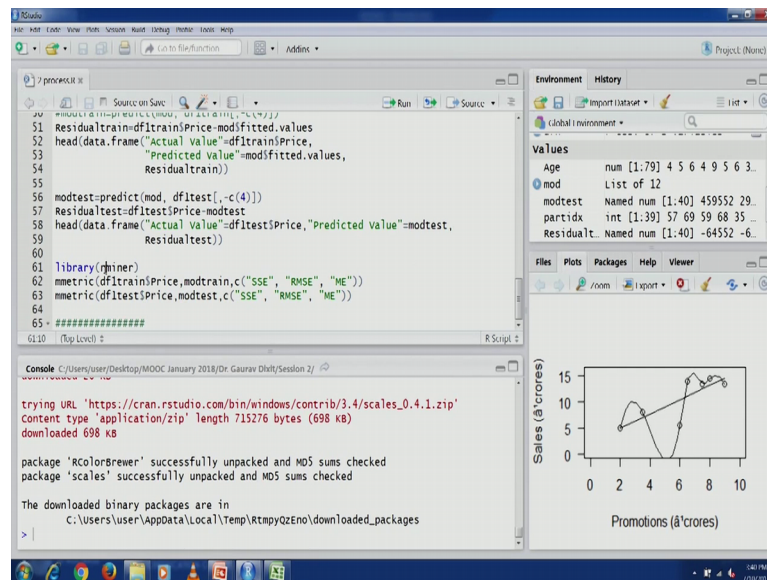 RStudio
File Edit Code View Plots Session Build Debug Profile Tools Help
Go to file/function
Addins
Project: (None)
2 process.R
Source on Save
Run
Source
51 Residualtrain=df1train$Price-mod$fitted.values
52 head(data.frame("Actual Value"=df1train$Price,
53 "Predicted Value"=mod$fitted.values,
54 Residualtrain))
55
56 modtest=predict(mod, df1test[,-c(4)])
57 Residualtest=df1test$Price-modtest
58 head(data.frame("Actual Value"=df1test$Price,"Predicted Value"=modtest,
59 Residualtest))
60
61 library(rminer)
62 mmetric(df1train$Price,modtrain,c("SSE", "RMSE", "ME"))
63 mmetric(df1test$Price,modtest,c("SSE", "RMSE", "ME"))
64
65 ################
61:10 (Top Level) R Script
Console C:/Users/user/Desktop/MOOC January 2018/Dr. Gaurav Dixit/Session 2/
trying URL 'https://cran.rstudio.com/bin/windows/contrib/3.4/scales_0.4.1.zip'
Content type 'application/zip' length 715276 bytes (698 KB)
downloaded 698 KB
package 'RColorBrewer' successfully unpacked and MD5 sums checked
package 'scales' successfully unpacked and MD5 sums checked
The downloaded binary packages are in
C:\Users\user\AppData\Local\Temp\RtmpyQzEno\downloaded_packages
>
Environment History
Import Dataset List
Global Environment
Values
Age num [1:79] 4 5 6 4 9 5 6 3…
mod List of 12
modtest Named num [1:40] 459552 29…
partidx int [1:39] 57 69 59 68 35 …
Residualt… Named num [1:40] -64552 -6…
Files Plots Packages Help Viewer
Zoom Export
Sales (â¹crores)
15
10
5
0
0 2 4 6 8 10
Promotions (â¹crores)
3:40 PM